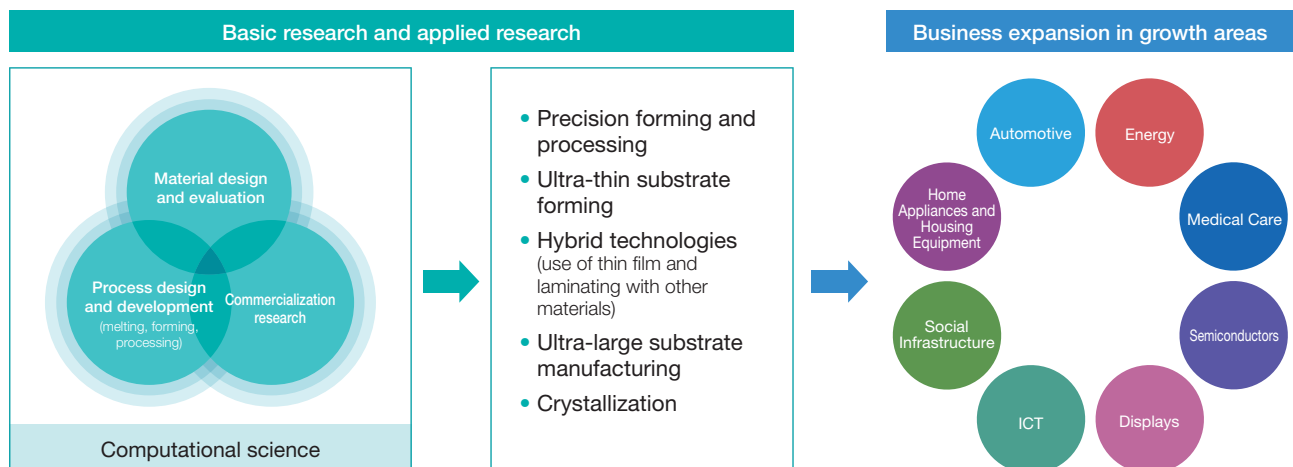 Basic research and applied research
Business expansion in growth areas
Material design
and evaluation
Process design
and development
(melting, forming,
processing)
Commercialization
research
Computational science
• Precision forming and
processing
• Ultra-thin substrate
forming
• Hybrid technologies
(use of thin film and
laminating with other
materials)
• Ultra-large substrate
manufacturing
• Crystallization
Automotive
Energy
Home
Appliances and
Housing
Equipment
Medical Care
Social
Infrastructure
Semiconductors
ICT
Displays